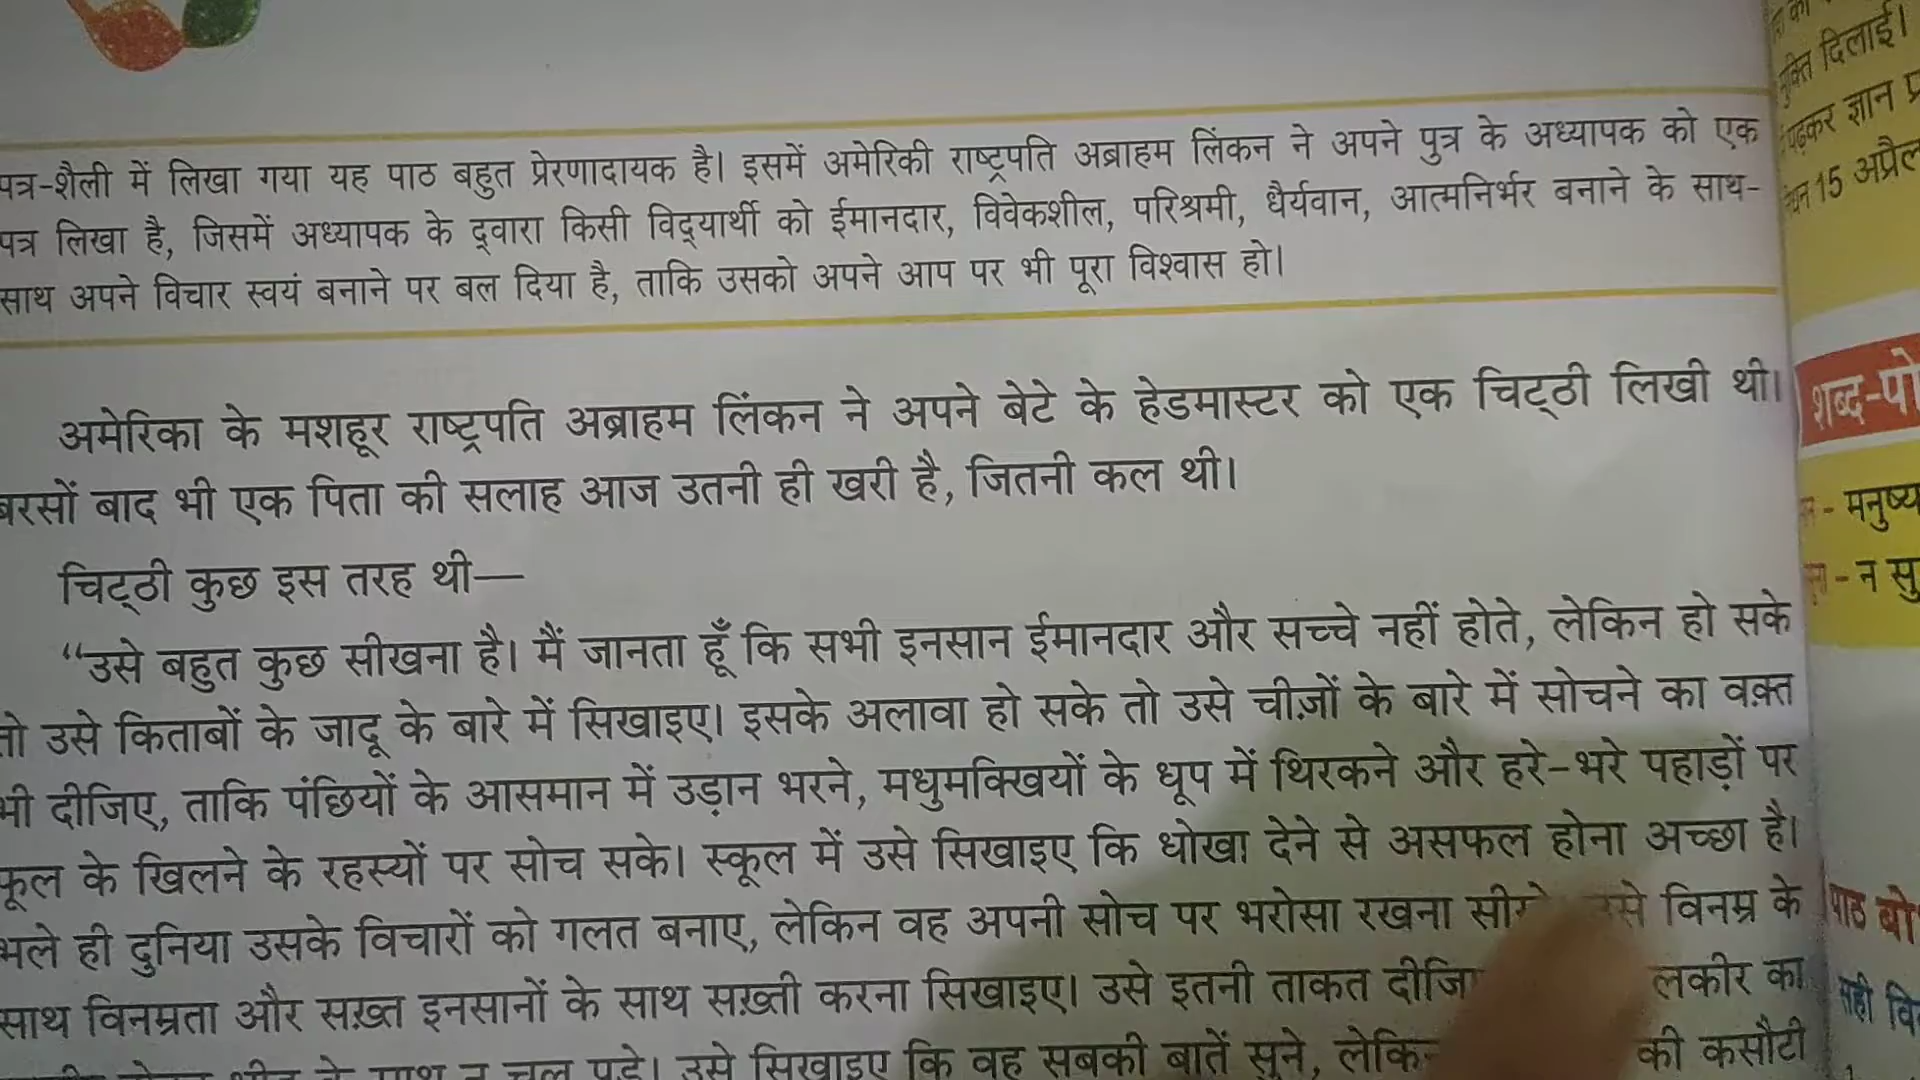 पत्र-शैली में लिखा गया यह पाठ बहुत प्रेरणादायक है। इसमें अमेरिकी राष्ट्रपति अब्राहम लिंकन ने अपने पुत्र के अध्यापक को एक
पत्र लिखा है, जिसमें अध्यापक के द्‌वारा किसी विद्‌यार्थी को ईमानदार, विवेकशील, परिश्रमी, धैर्यवान, आत्मनिर्भर बनाने के साथ-
साथ अपने विचार स्वयं बनाने पर बल दिया है, ताकि उसको अपने आप पर भी पूरा विश्वास हो।
अमेरिका के मशहूर राष्ट्रपति अब्राहम लिंकन ने अपने बेटे के हेडमास्टर को एक चिट्‌ठी लिखी थी।
बरसों बाद भी एक पिता की सलाह आज उतनी ही खरी है, जितनी कल थी।
चिट्‌ठी कुछ इस तरह थी—
“उसे बहुत कुछ सीखना है। मैं जानता हूँ कि सभी इनसान ईमानदार और सच्चे नहीं होते, लेकिन हो सके
तो उसे किताबों के जादू के बारे में सिखाइए। इसके अलावा हो सके तो उसे चीज़ों के बारे में सोचने का वक़्त
भी दीजिए, ताकि पंछियों के आसमान में उड़ान भरने, मधुमक्खियों के धूप में थिरकने और हरे-भरे पहाड़ों पर
फूल के खिलने के रहस्यों पर सोच सके। स्कूल में उसे सिखाइए कि धोखा देने से असफल होना अच्छा है।
भले ही दुनिया उसके विचारों को गलत बनाए, लेकिन वह अपनी सोच पर भरोसा रखना विनम्र के
साथ विनम्रता और सख़्त इनसानों के साथ सख़्ती करना सिखाइए। उसे इतनी ताकत लकीर का
साथ न चल पड़े। उसे सिखाइए कि वह सबकी बातें सुने, की कसौटी
दिलाई।
ज्ञान
15 अप्रैल
- मनुष्य
- न